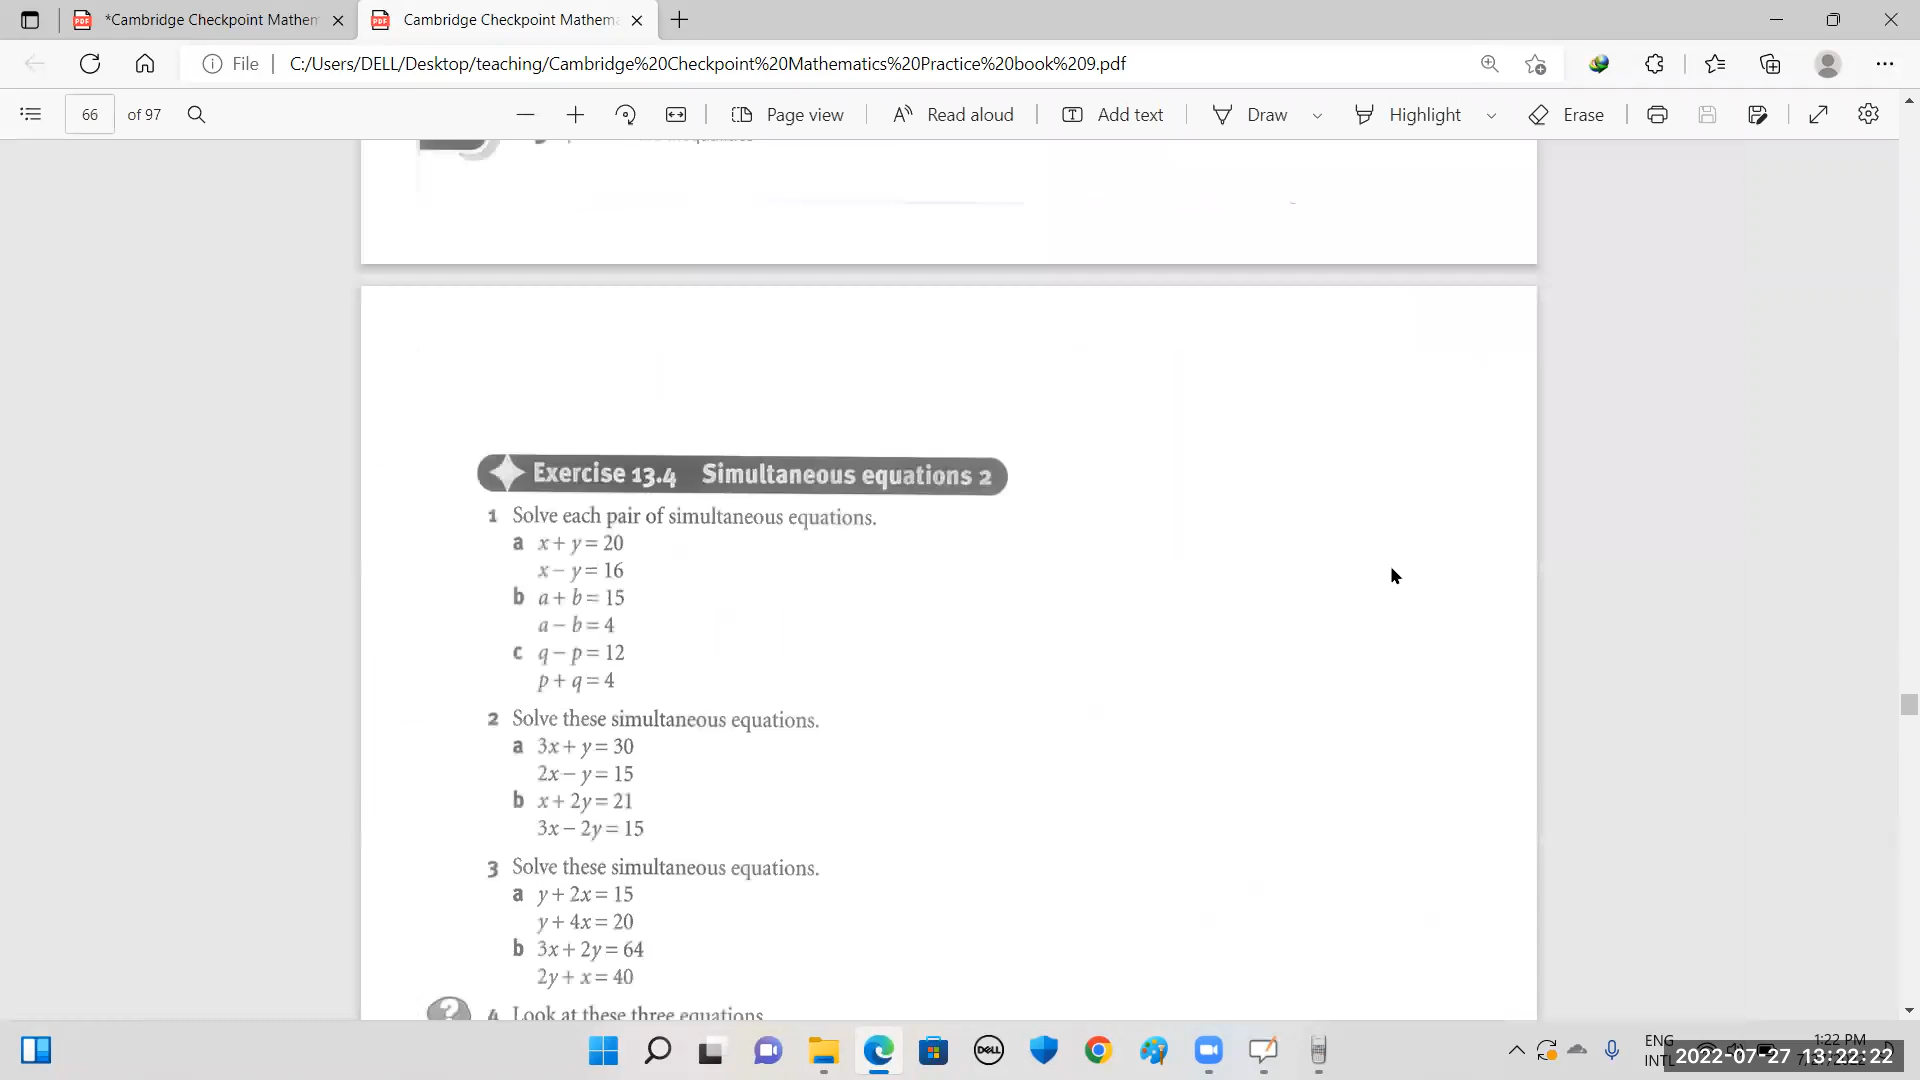 *Cambridge Checkpoint Mathem
Cambridge Checkpoint Mathema
File
C:/Users/DELL/Desktop/teaching/Cambridge%20Checkpoint%20Mathematics%20Practice%20book%209.pdf
66 of 97
Page view
Read aloud
Add text
Draw
Highlight
Erase
Exercise 13.4 Simultaneous equations 2
1 Solve each pair of simultaneous equations.
a x + y = 20
x − y = 16
b a + b = 15
a − b = 4
c q − p = 12
p + q = 4
2 Solve these simultaneous equations.
a 3x + y = 30
2x − y = 15
b x + 2y = 21
3x − 2y = 15
3 Solve these simultaneous equations.
a y + 2x = 15
y + 4x = 20
b 3x + 2y = 64
2y + x = 40
? 4 Look at these three equations.
DELL
ENG
INTL
1:22 PM
2022-07-27 13:22:22